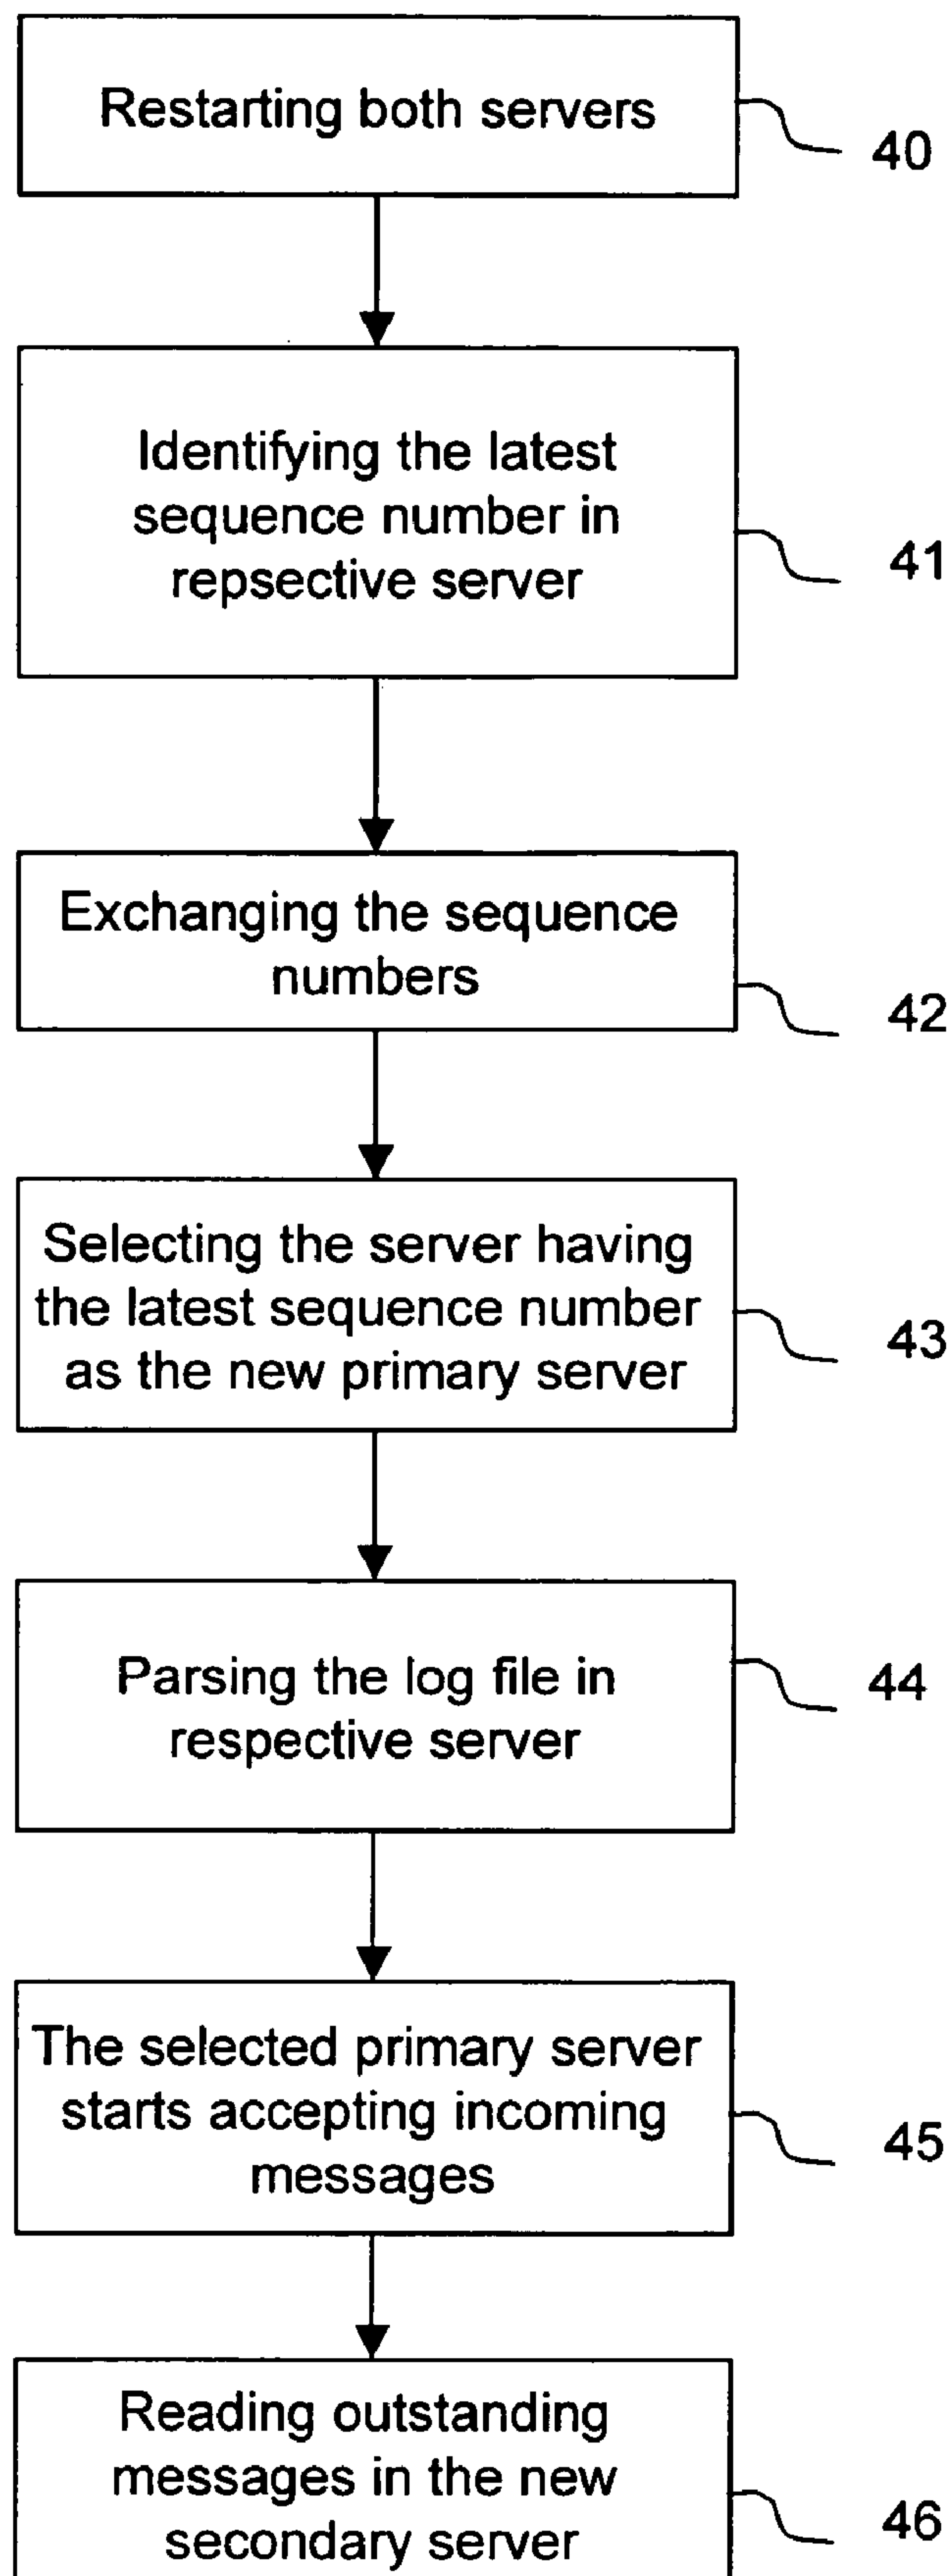 Restarting both servers
40
Identifying the latest
sequence number in
repsective server
41
Exchanging the sequence
numbers
42
Selecting the server having
the latest sequence number
as the new primary server
43
Parsing the log file in
respective server
44
The selected primary server
starts accepting incoming
messages
45
Reading outstanding
messages in the new
secondary server
46